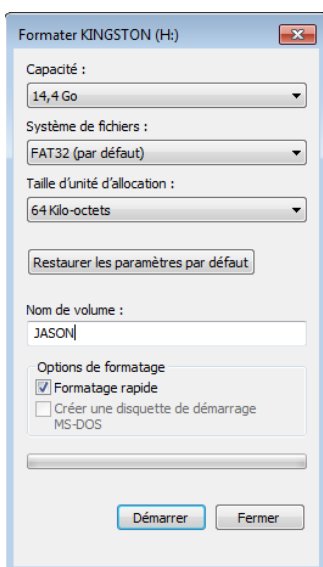 Formater KINGSTON (H:)
Capacité :
14,4 Go
Système de fichiers :
FAT32 (par défaut)
Taille d'unité d'allocation :
64 Kilo-octets
Restaurer les paramètres par défaut
Nom de volume :
JASON
Options de formatage
Formatage rapide
Créer une disquette de démarrage
MS-DOS
Démarrer Fermer